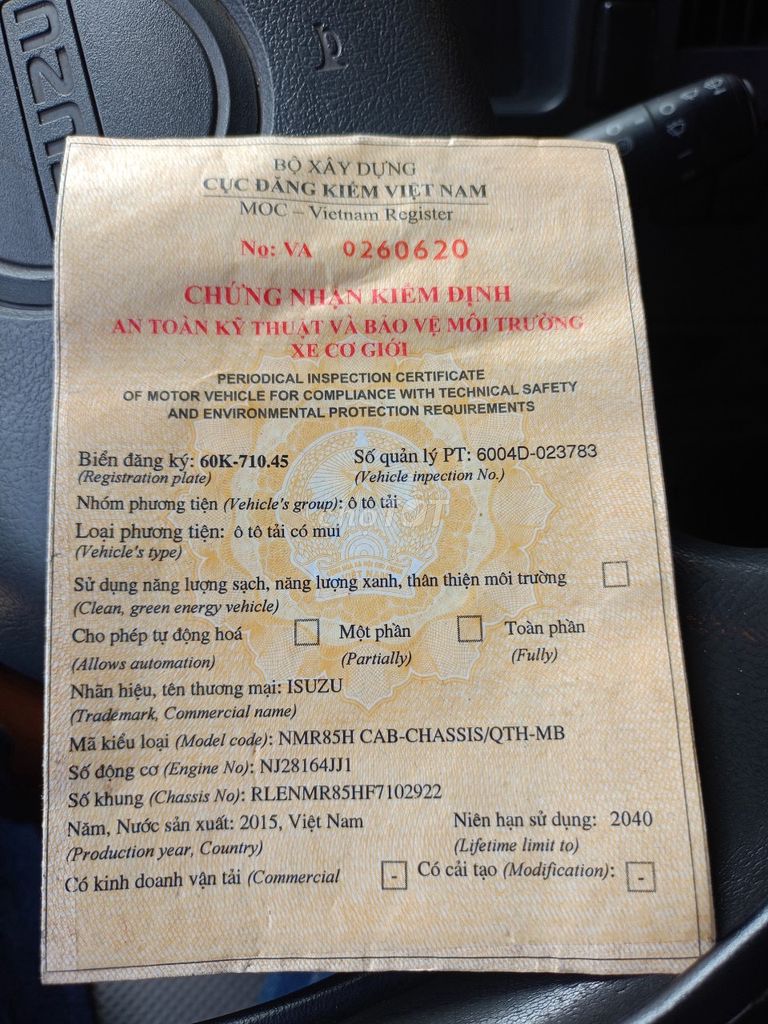 ISUZU
BỘ XÂY DỰNG
CỤC ĐĂNG KIỂM VIỆT NAM
MOC – Vietnam Register
No: VA 0260620
CHỨNG NHẬN KIỂM ĐỊNH
AN TOÀN KỸ THUẬT VÀ BẢO VỆ MÔI TRƯỜNG
XE CƠ GIỚI
PERIODICAL INSPECTION CERTIFICATE
OF MOTOR VEHICLE FOR COMPLIANCE WITH TECHNICAL SAFETY
AND ENVIRONMENTAL PROTECTION REQUIREMENTS
Biển đăng ký: 60K-710.45 Số quản lý PT: 6004D-023783
(Registration plate) (Vehicle inpection No.)
Nhóm phương tiện (Vehicle's group): ô tô tải
Loại phương tiện: ô tô tải có mui
(Vehicle's type)
Sử dụng năng lượng sạch, năng lượng xanh, thân thiện môi trường
(Clean, green energy vehicle)
Cho phép tự động hoá Một phần Toàn phần
(Allows automation) (Partially) (Fully)
Nhãn hiệu, tên thương mại: ISUZU
(Trademark, Commercial name)
Mã kiểu loại (Model code): NMR85H CAB-CHASSIS/QTH-MB
Số động cơ (Engine No): NJ28164JJ1
Số khung (Chassis No): RLENMR85HF7102922
Năm, Nước sản xuất: 2015, Việt Nam Niên hạn sử dụng: 2040
(Production year, Country) (Lifetime limit to)
Có kinh doanh vận tải (Commercial - Có cải tạo (Modification): -